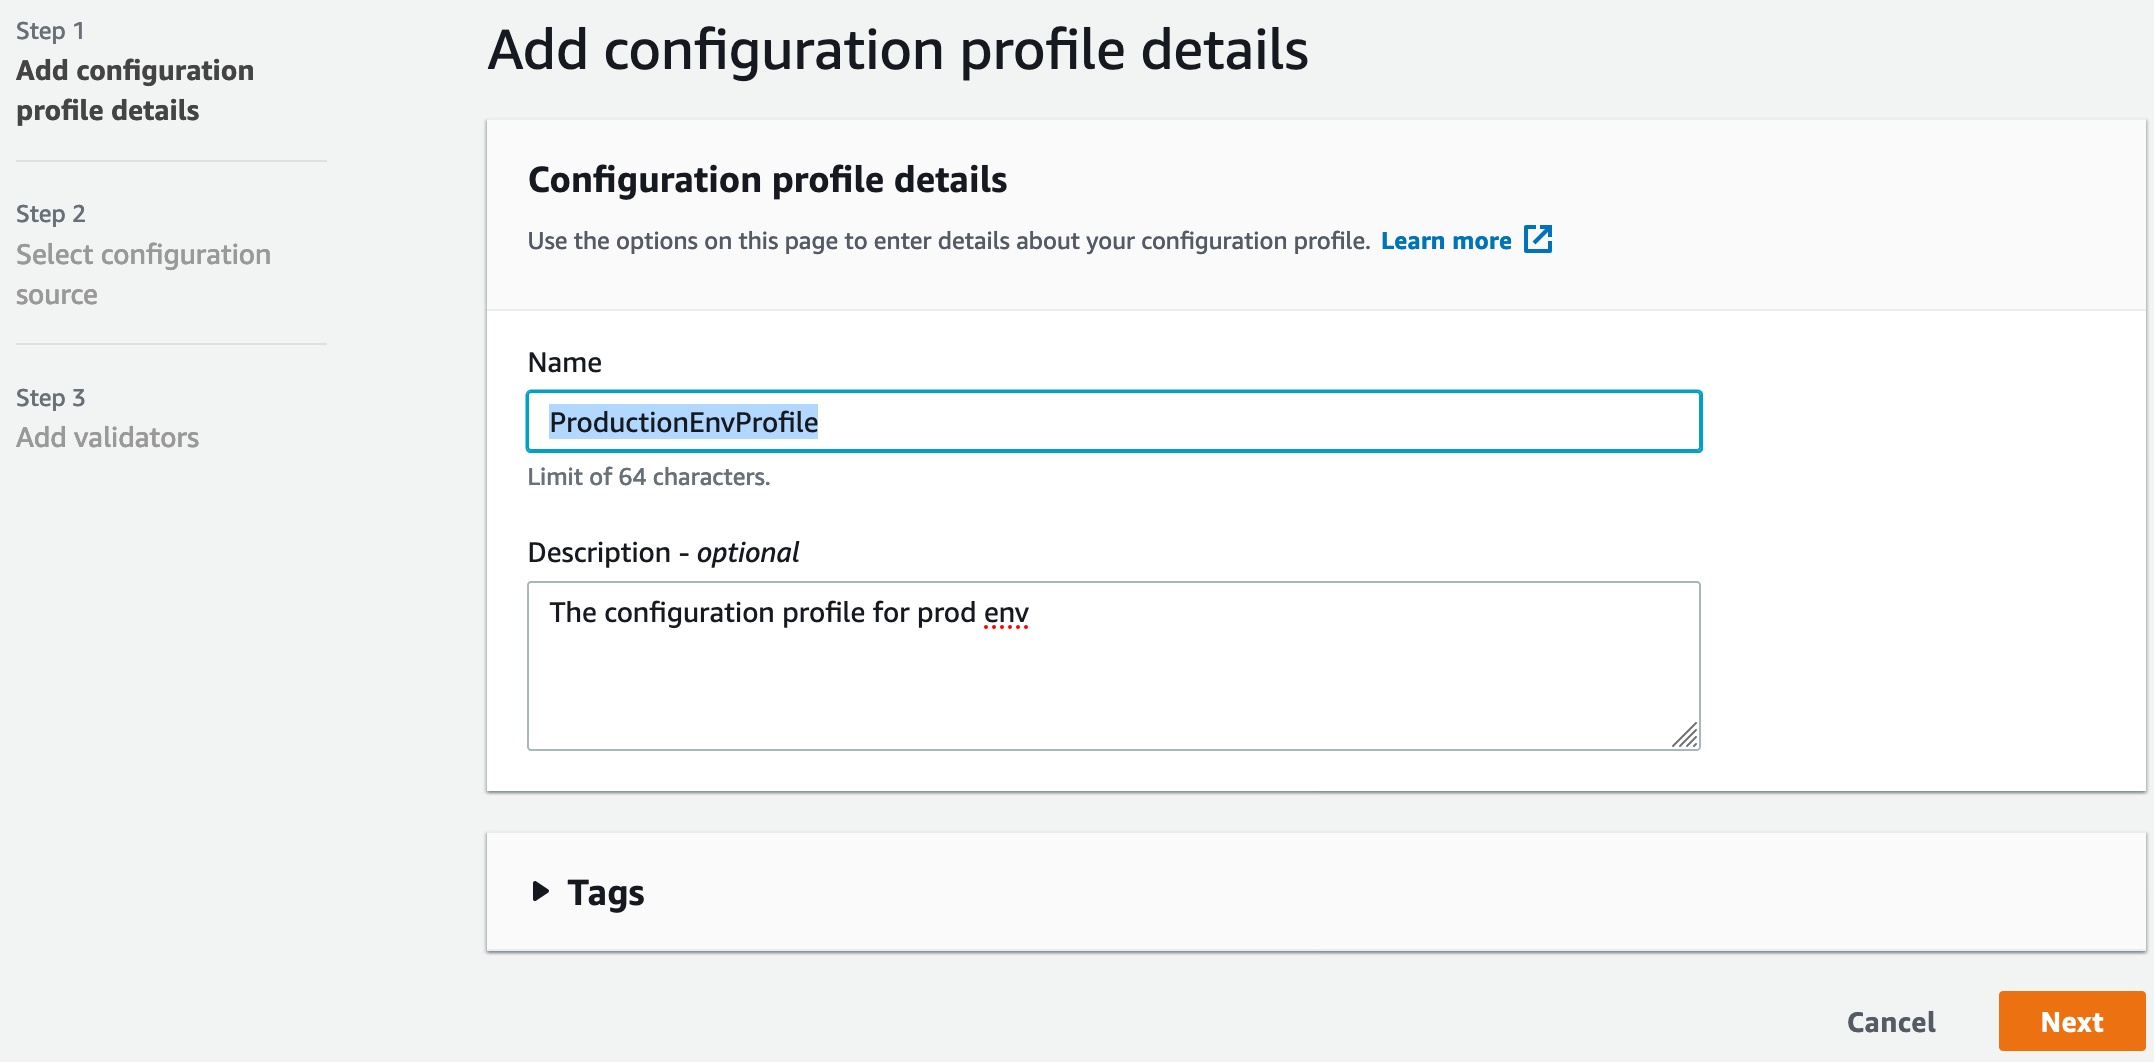 Step 1
Add configuration
profile details
Step 2
Select configuration
source
Step 3
Add validators
Add configuration profile details
Configuration profile details
Use the options on this page to enter details about your configuration profile. Learn more
Name
ProductionEnvProfile
Limit of 64 characters.
Description - optional
The configuration profile for prod env
Tags
Cancel
Next